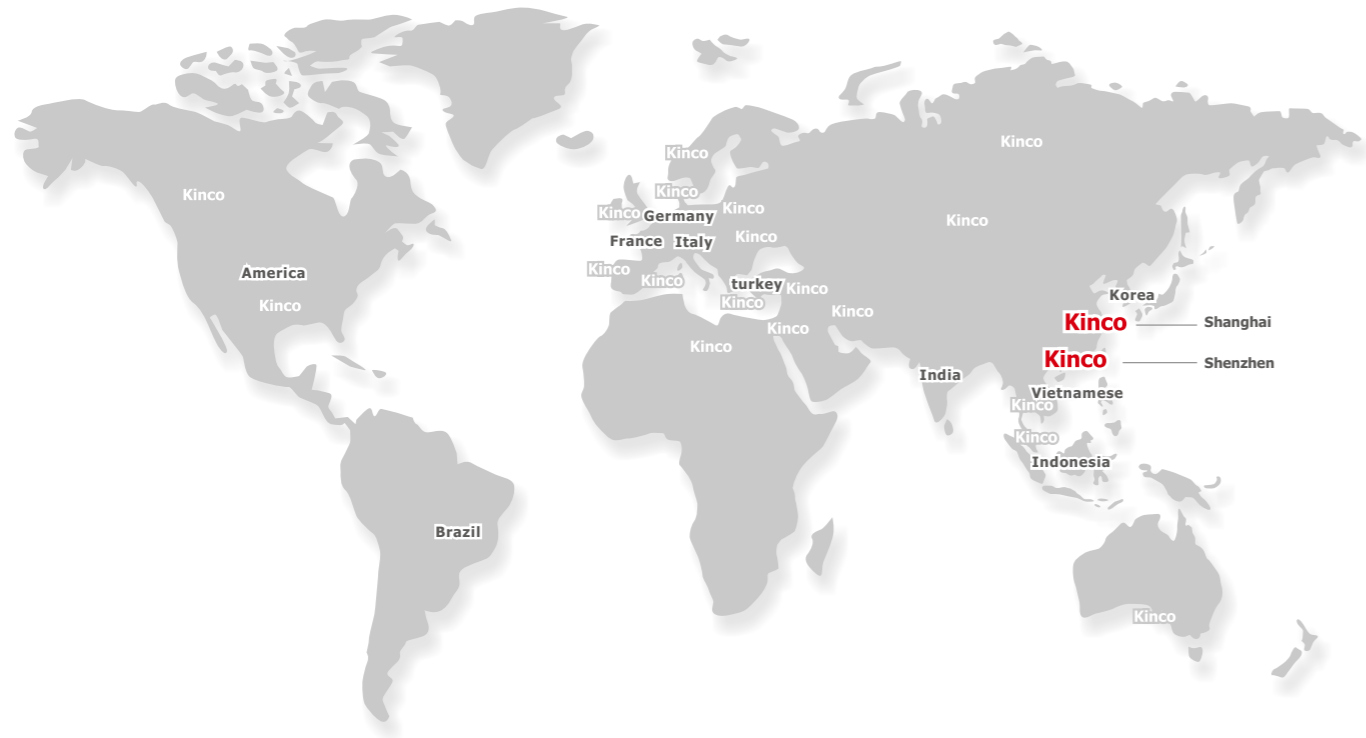 Kinco
Kinco
Kinco
Kinco
Kinco
Kinco Germany Kinco
Kinco
France Italy Kinco
Kinco
America
Kinco
turkey Kinco
Korea
Kinco
Kinco
Kinco
Kinco Shanghai
Kinco
Kinco
Kinco Shenzhen
India
Vietnamese
Kinco
Kinco
Indonesia
Brazil
Kinco